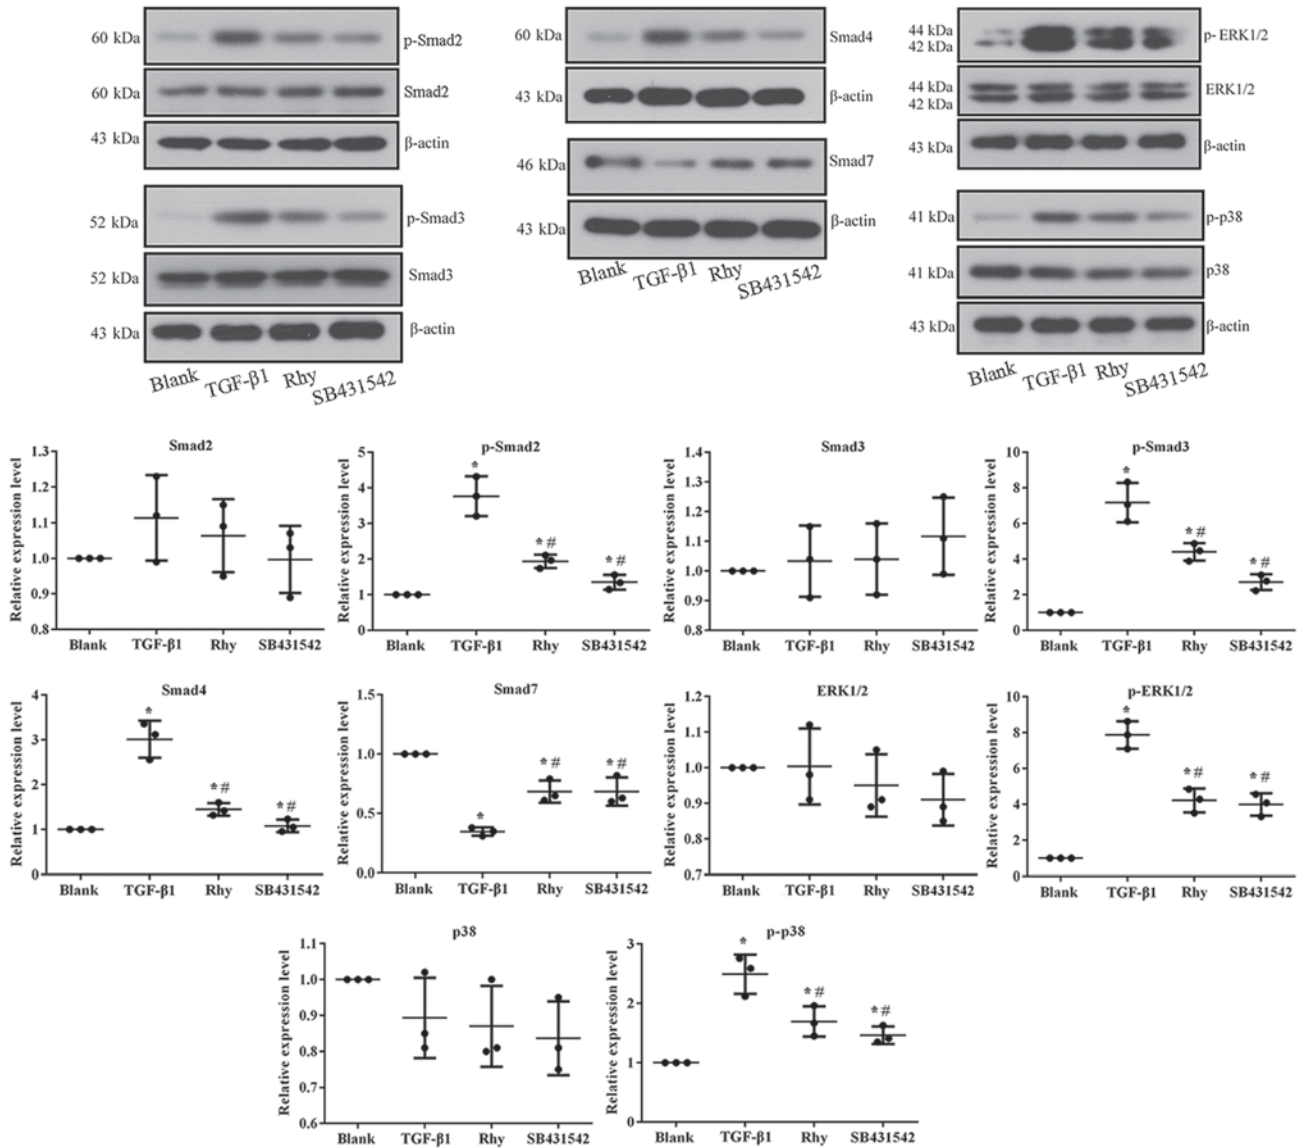 60 kDa p-Smad2
60 kDa Smad2
43 kDa β-actin
52 kDa p-Smad3
52 kDa Smad3
43 kDa β-actin
Blank TGF-β1 Rhy SB431542
60 kDa Smad4
43 kDa β-actin
46 kDa Smad7
43 kDa β-actin
Blank TGF-β1 Rhy SB431542
44 kDa p- ERK1/2
42 kDa
44 kDa ERK1/2
42 kDa
43 kDa β-actin
41 kDa p-p38
41 kDa p38
43 kDa β-actin
Blank TGF-β1 Rhy SB431542
Smad2
Relative expression level
1.3
1.2
1.1
1.0
0.9
0.8
Blank TGF-β1 Rhy SB431542
p-Smad2
Relative expression level
5
4
3
2
1
0
*
*#
*#
Blank TGF-β1 Rhy SB431542
Smad3
Relative expression level
1.4
1.3
1.2
1.1
1.0
0.9
0.8
Blank TGF-β1 Rhy SB431542
p-Smad3
Relative expression level
10
8
6
4
2
0
*
*#
*#
Blank TGF-β1 Rhy SB431542
Smad4
Relative expression level
4
3
2
1
0
*
*#
*#
Blank TGF-β1 Rhy SB431542
Smad7
Relative expression level
1.5
1.0
0.5
0.0
*
*#
*#
Blank TGF-β1 Rhy SB431542
ERK1/2
Relative expression level
1.2
1.1
1.0
0.9
0.8
0.7
Blank TGF-β1 Rhy SB431542
p-ERK1/2
Relative expression level
10
8
6
4
2
0
*
*#
*#
Blank TGF-β1 Rhy SB431542
p38
Relative expression level
1.1
1.0
0.9
0.8
0.7
0.6
Blank TGF-β1 Rhy SB431542
p-p38
Relative expression level
3
2
1
0
*
*#
*#
Blank TGF-β1 Rhy SB431542